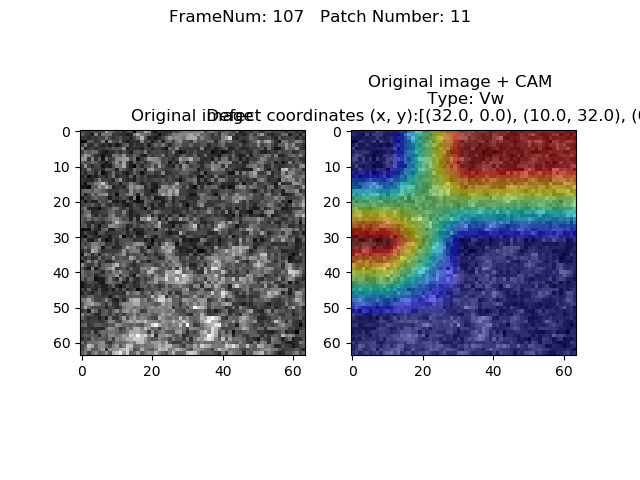 FrameNum: 107   Patch Number: 11
Original image
Original image + CAM
Type: Vw
Defect coordinates (x, y):[(32.0, 0.0), (10.0, 32.0), (
0
10
20
30
40
50
60
0 20 40 60
0
10
20
30
40
50
60
0 20 40 60